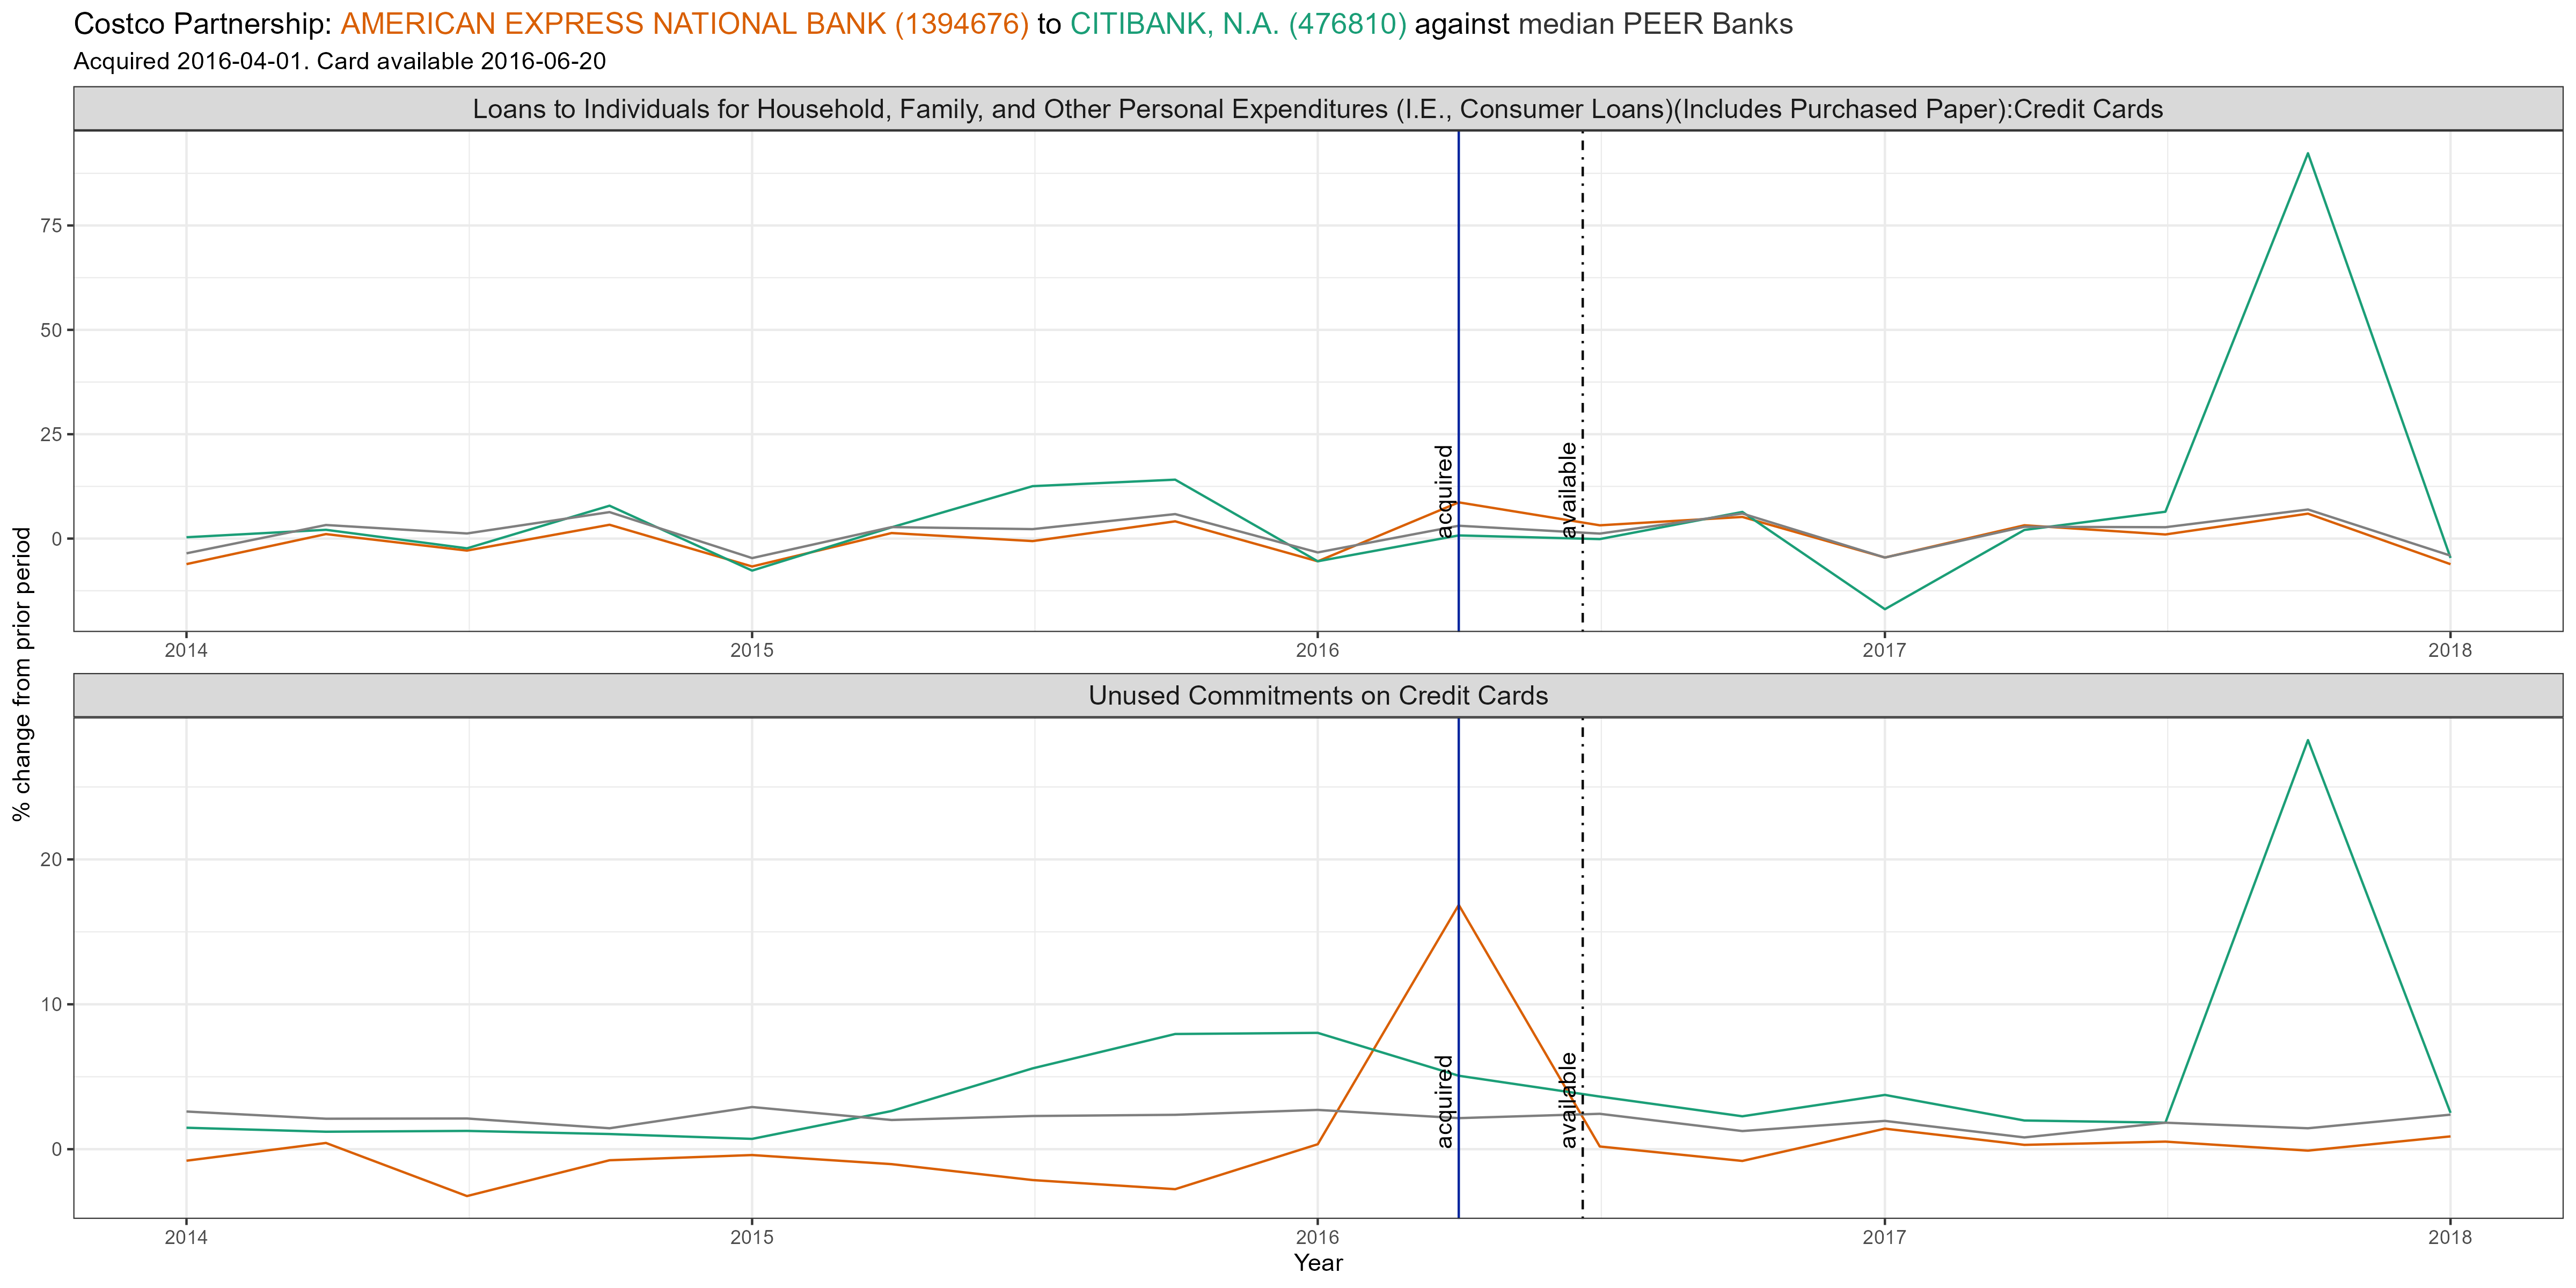 Costco Partnership: AMERICAN EXPRESS NATIONAL BANK (1394676) to CITIBANK, N.A. (476810) against median PEER Banks
Acquired 2016-04-01. Card available 2016-06-20
Loans to Individuals for Household, Family, and Other Personal Expenditures (I.E., Consumer Loans)(Includes Purchased Paper):Credit Cards
75
50
25
0
acquired
available
2014
2015
2016
2017
2018
% change from prior period
Unused Commitments on Credit Cards
20
10
0
acquired
available
2014
2015
2016
2017
2018
Year